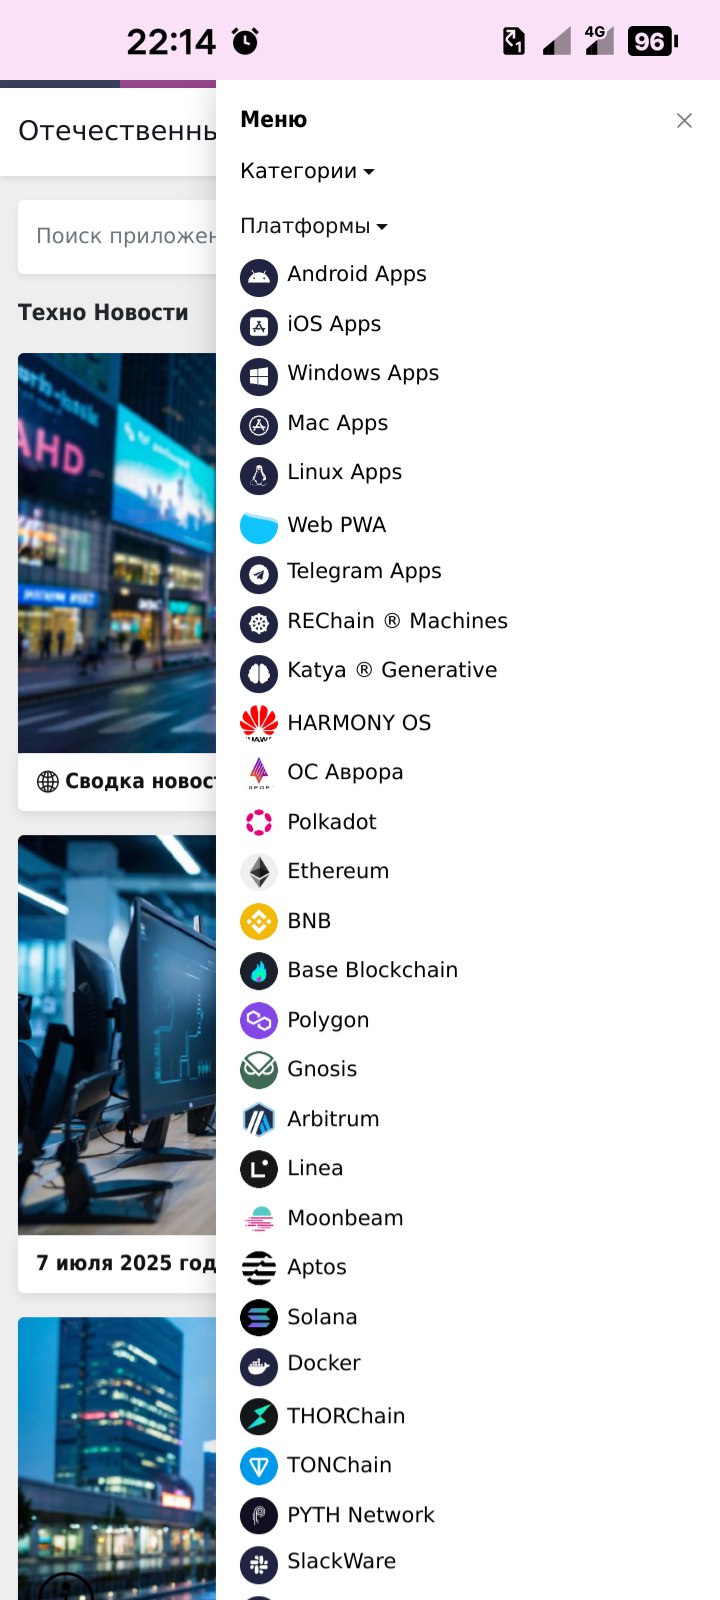 22:14
4G
96
Отечественны
Поиск приложен
Техно Новости
AHD
Сводка новост
7 июля 2025 год
Меню
Категории
Платформы
Android Apps
iOS Apps
Windows Apps
Mac Apps
Linux Apps
Web PWA
Telegram Apps
REChain ® Machines
Katya ® Generative
HARMONY OS
ОС Аврора
Polkadot
Ethereum
BNB
Base Blockchain
Polygon
Gnosis
Arbitrum
Linea
Moonbeam
Aptos
Solana
Docker
THORChain
TONChain
PYTH Network
SlackWare